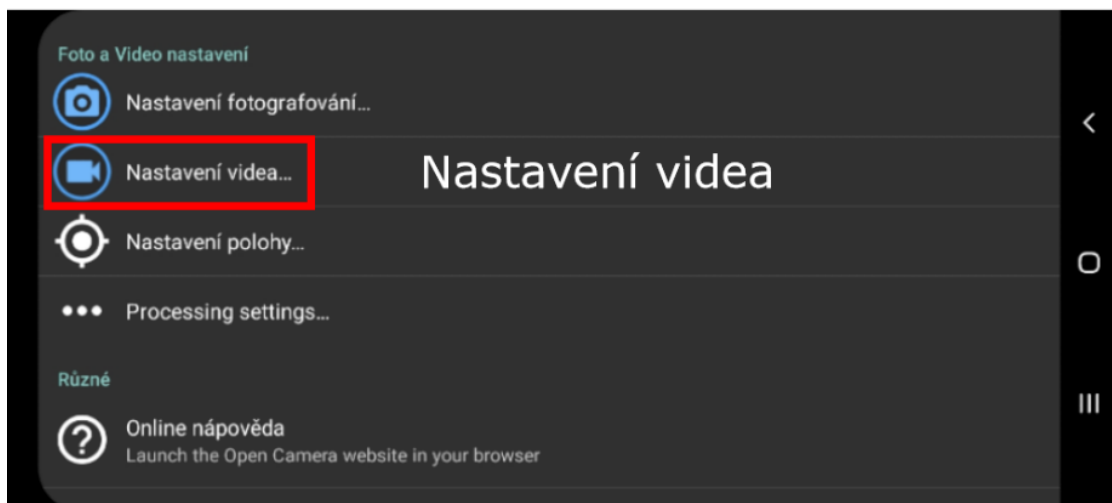 Foto a Video nastavení
Nastavení fotografování...
Nastavení videa...
Nastavení videa
Nastavení polohy...
Processing settings...
Různé
Online nápověda
Launch the Open Camera website in your browser